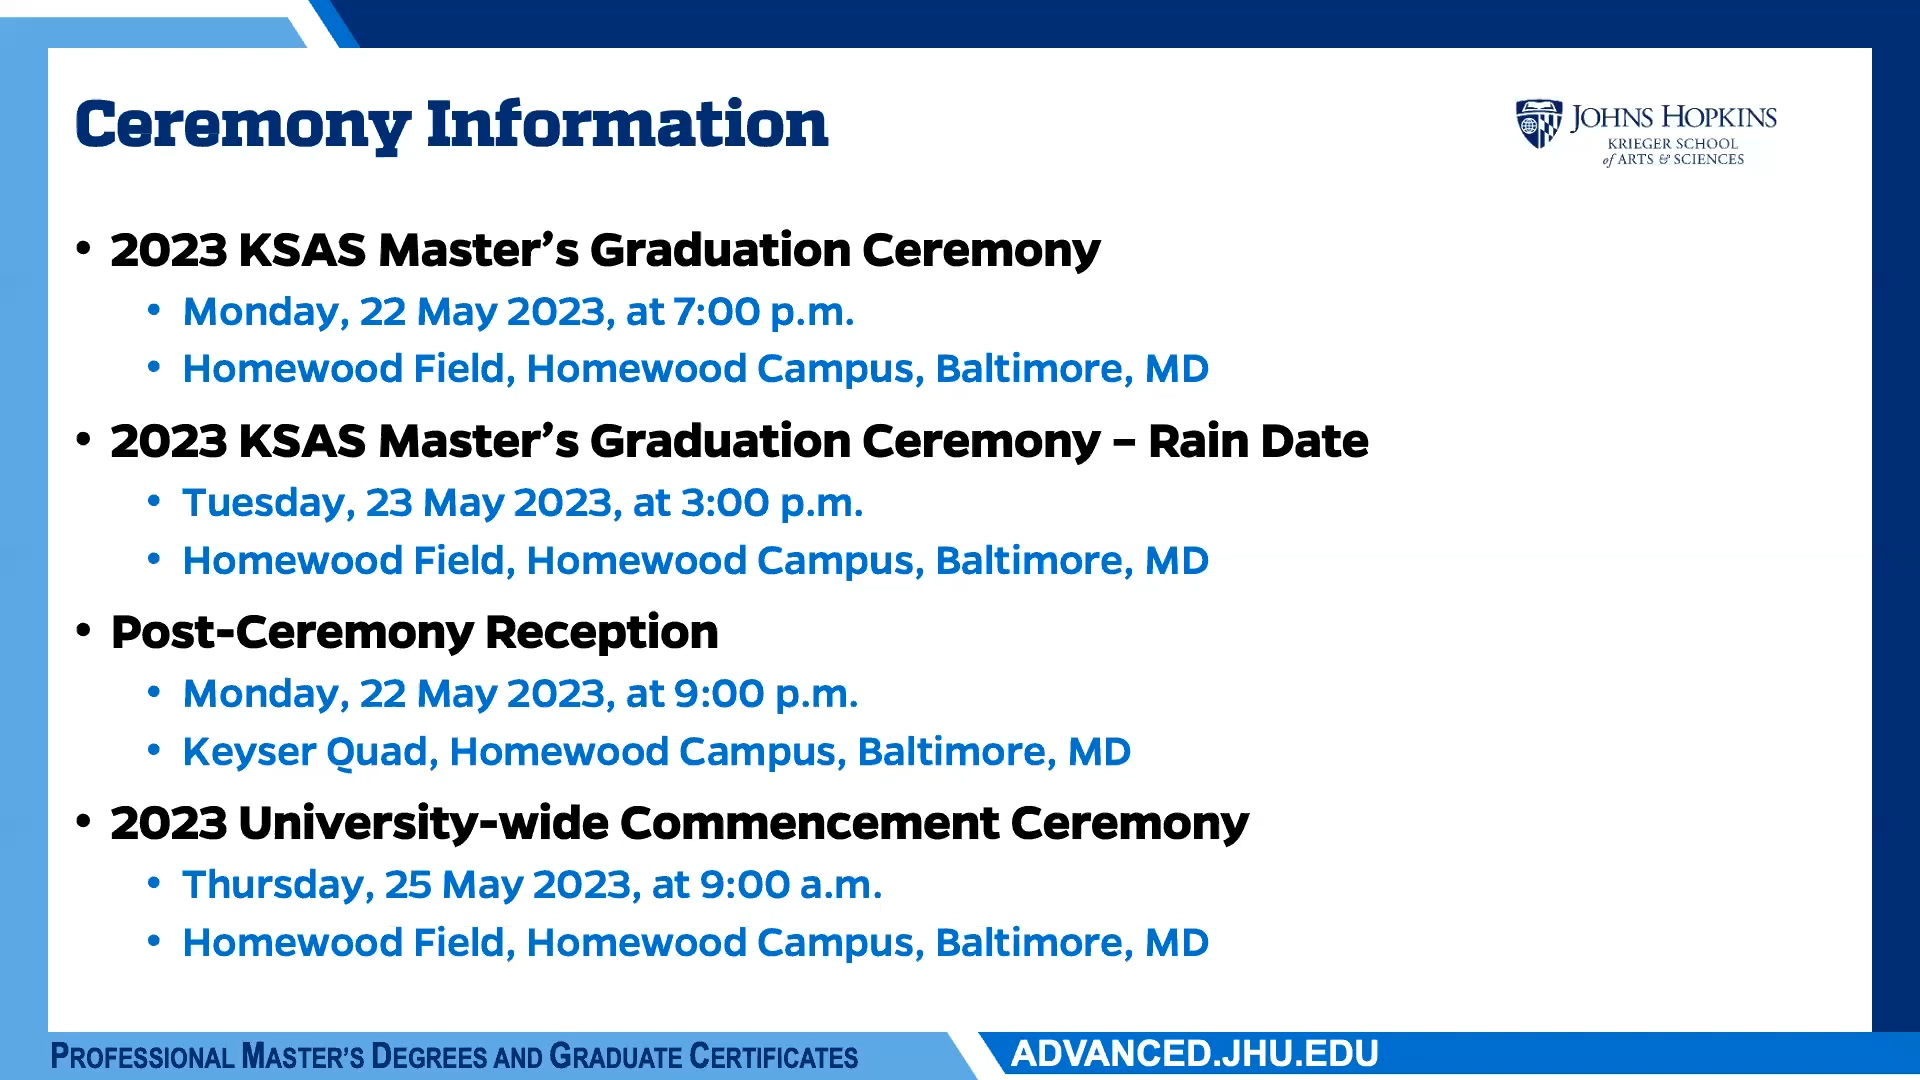 Ceremony Information
JOHNS HOPKINS
KRIEGER SCHOOL
of ARTS & SCIENCES
• 2023 KSAS Master’s Graduation Ceremony
• Monday, 22 May 2023, at 7:00 p.m.
• Homewood Field, Homewood Campus, Baltimore, MD
• 2023 KSAS Master’s Graduation Ceremony – Rain Date
• Tuesday, 23 May 2023, at 3:00 p.m.
• Homewood Field, Homewood Campus, Baltimore, MD
• Post-Ceremony Reception
• Monday, 22 May 2023, at 9:00 p.m.
• Keyser Quad, Homewood Campus, Baltimore, MD
• 2023 University-wide Commencement Ceremony
• Thursday, 25 May 2023, at 9:00 a.m.
• Homewood Field, Homewood Campus, Baltimore, MD
PROFESSIONAL MASTER’S DEGREES AND GRADUATE CERTIFICATES
ADVANCED.JHU.EDU